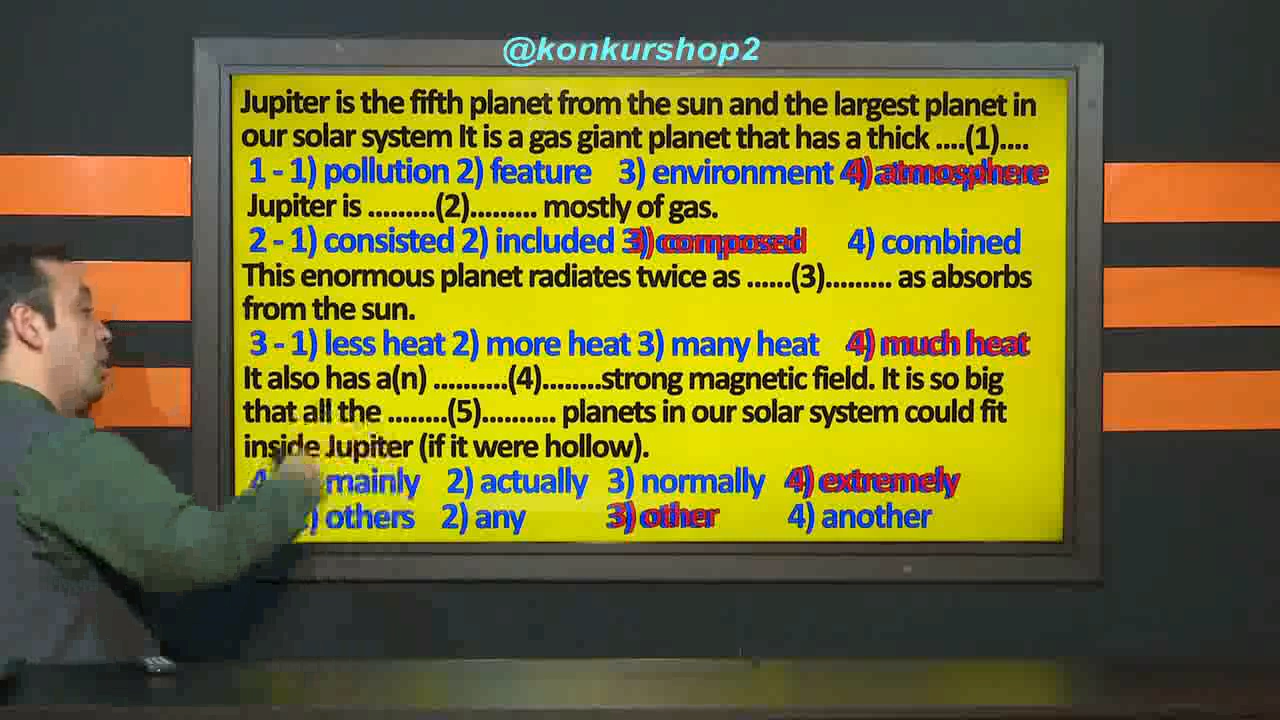 @konkurshop2
Jupiter is the fifth planet from the sun and the largest planet in
our solar system It is a gas giant planet that has a thick ....(1)....
1 - 1) pollution 2) feature 3) environment 4) atmosphere
Jupiter is .........(2)......... mostly of gas.
2 - 1) consisted 2) included 3) composed 4) combined
This enormous planet radiates twice as ......(3)......... as absorbs
from the sun.
3 - 1) less heat 2) more heat 3) many heat 4) much heat
It also has a(n) ..........(4)........strong magnetic field. It is so big
that all the ........(5).......... planets in our solar system could fit
inside Jupiter (if it were hollow).
mainly 2) actually 3) normally 4) extremely
others 2) any 3) other 4) another